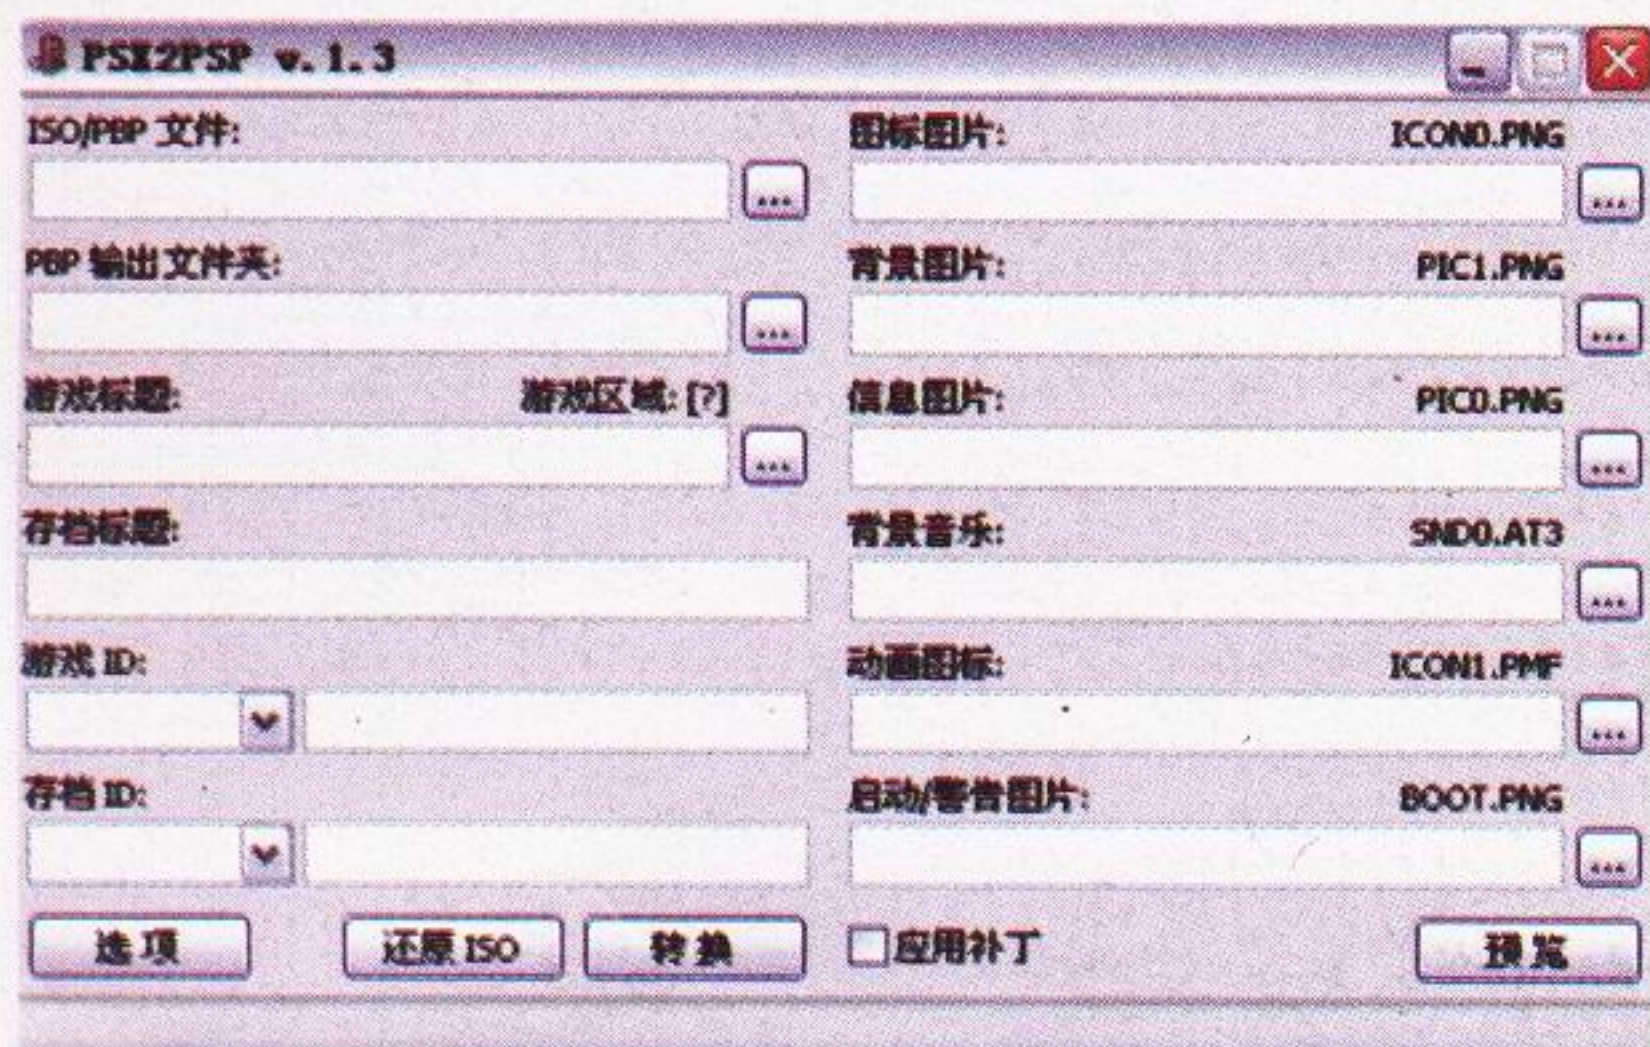 PSX2PSP v.1.3
ISO/PBP 文件:
...
PBP 输出文件夹:
...
游戏标题: 游戏区域: [?]
...
存档标题:
游戏 ID:
存档 ID:
选项 还原 ISO 转换
图标图片: ICON0.PNG
...
背景图片: PIC1.PNG
...
信息图片: PIC0.PNG
...
背景音乐: SND0.AT3
...
动画图标: ICON1.PMF
...
启动/警告图片: BOOT.PNG
...
应用补丁 预览